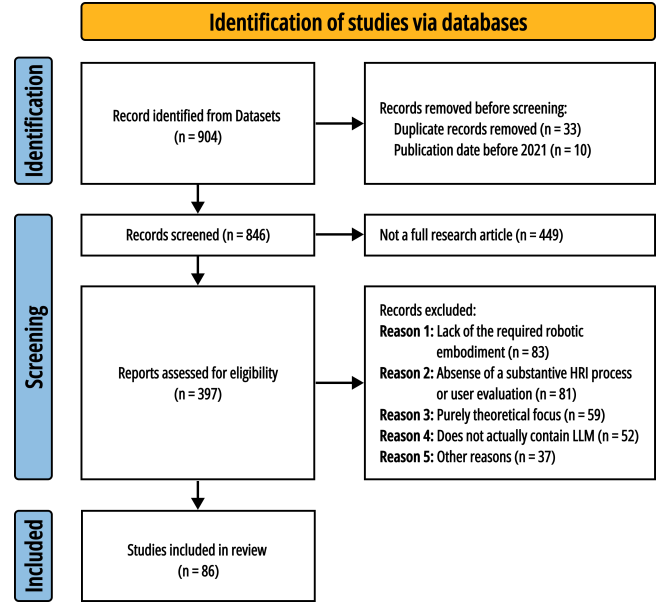 Identification of studies via databases
Identification
Record identified from Datasets
(n = 904)
Records removed before screening:
Duplicate records removed (n = 33)
Publication date before 2021 (n = 10)
Screening
Records screened (n = 846)
Not a full research article (n = 449)
Reports assessed for eligibility
(n = 397)
Records excluded:
Reason 1: Lack of the required robotic
embodiment (n = 83)
Reason 2: Absense of a substantive HRI process
or user evaluation (n = 81)
Reason 3: Purely theoretical focus (n = 59)
Reason 4: Does not actually contain LLM (n = 52)
Reason 5: Other reasons (n = 37)
Included
Studies included in review
(n = 86)